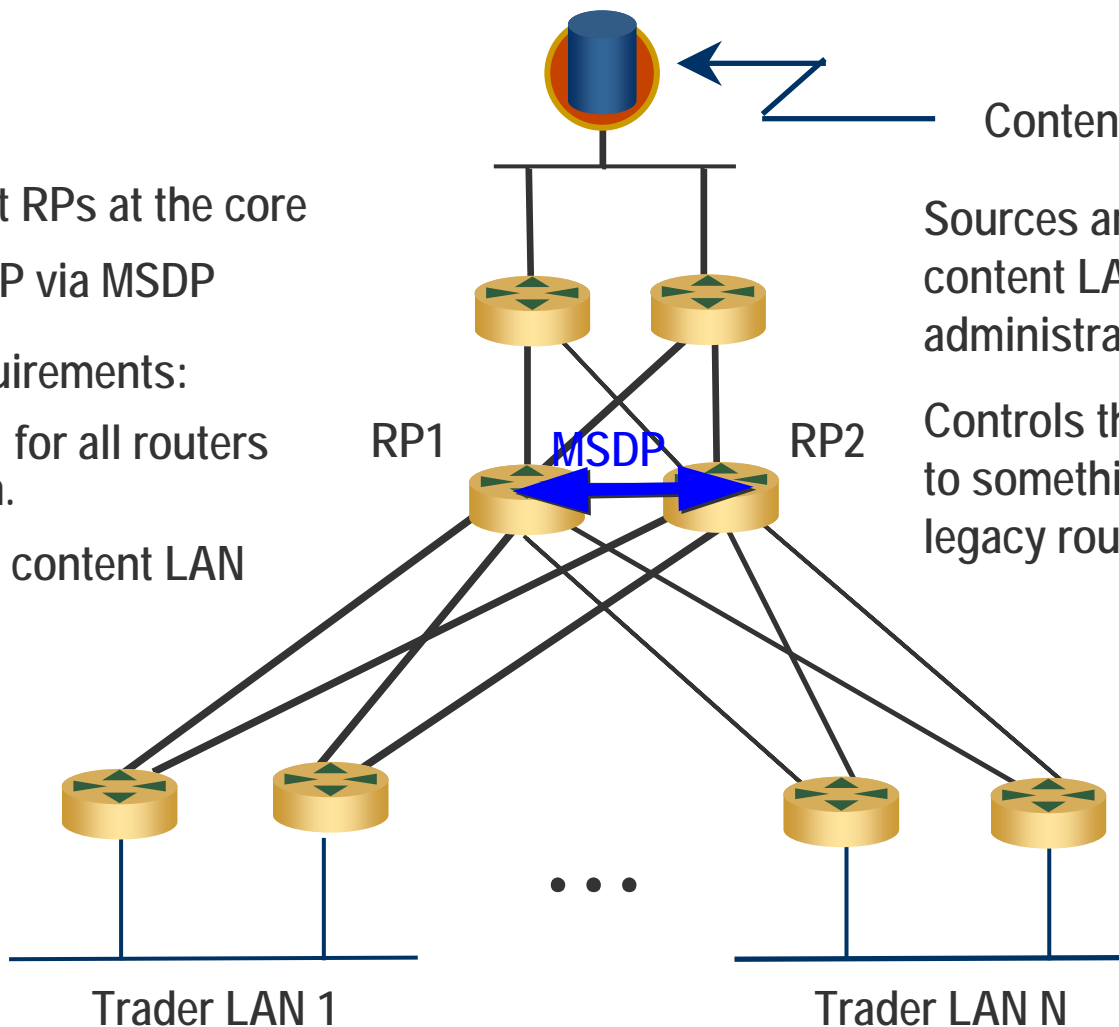 Conten
t RPs at the core
P via MSDP
uirements:
for all routers
.
content LAN
Sources a
content LA
administra
Controls th
to somethi
legacy rou
RP1
MSDP
RP2
...
Trader LAN 1
Trader LAN N